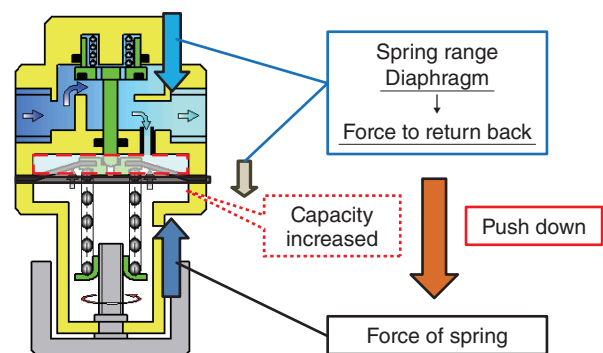 Spring range
Diaphragm
Force to return back
Capacity
increased
Push down
Force of spring